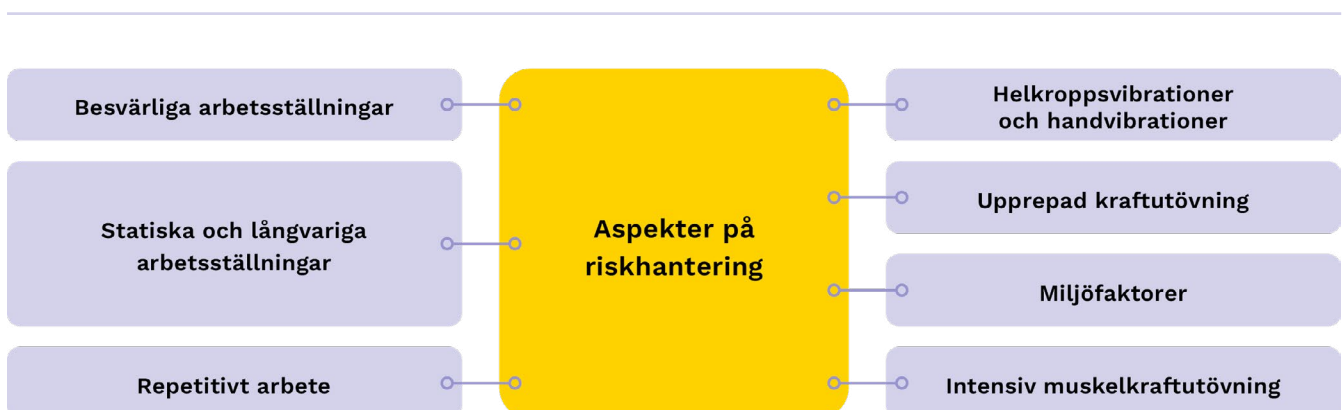 Besvärliga arbetsställningar
Statiska och långvariga
arbetsställningar
Repetitivt arbete
Aspekter på
riskhantering
Helkroppsvibrationer
och handvibrationer
Upprepad kraftutövning
Miljöfaktorer
Intensiv muskelkraftutövning